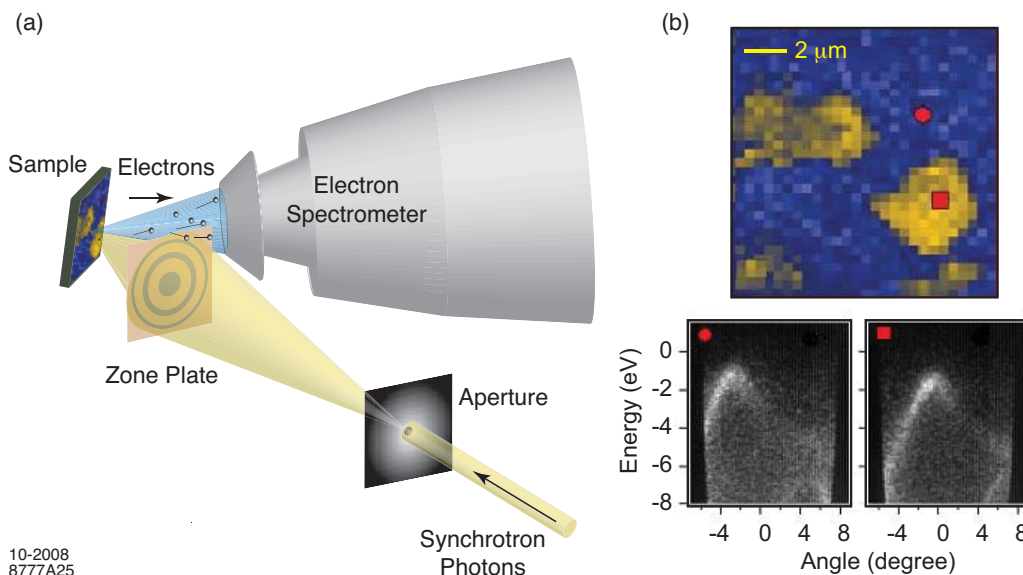 (a)
Sample
Electrons
Electron
Spectrometer
Zone Plate
Aperture
Synchrotron
Photons
10-2008
8777A25
(b)
2 μm
Energy (eV)
0
-2
-4
-6
-8
-4 0 4 8
-4 0 4 8
Angle (degree)